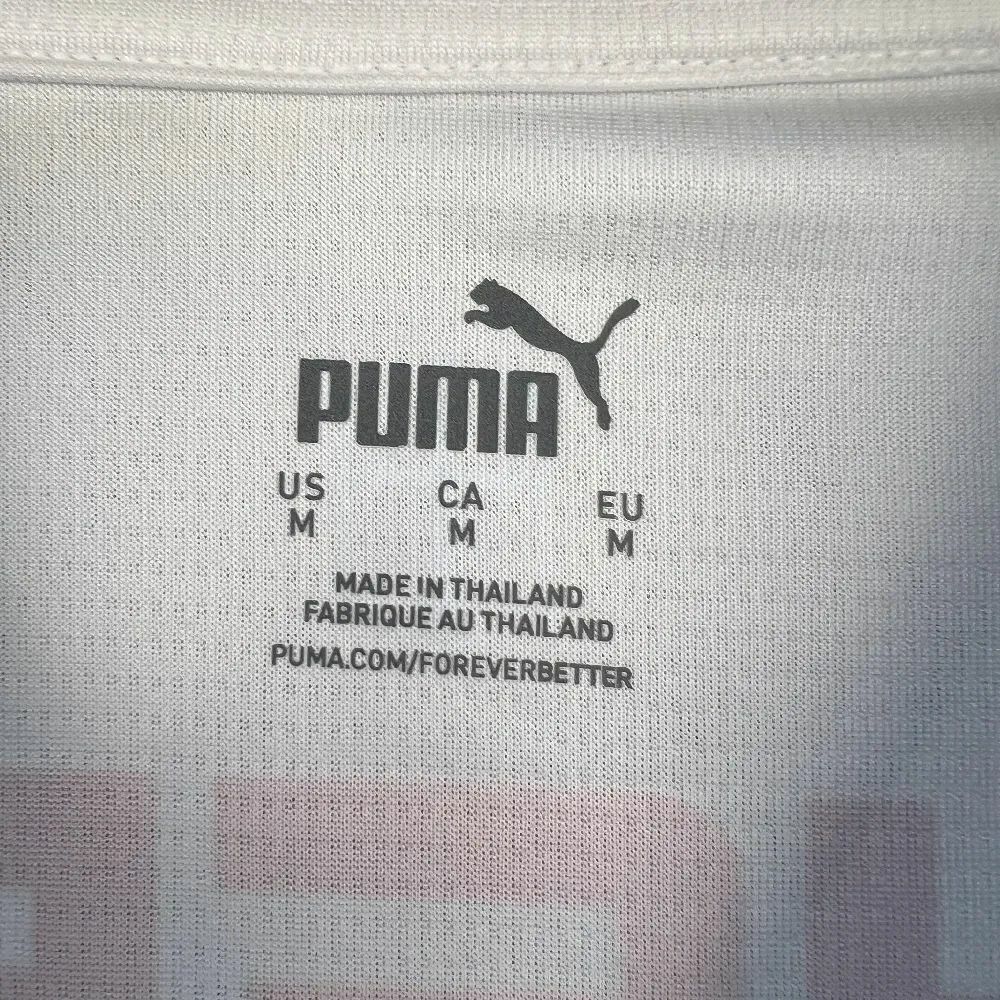 PUMA
US CA EU
M M M
MADE IN THAILAND
FABRIQUE AU THAILAND
PUMA.COM/FOREVERBETTER